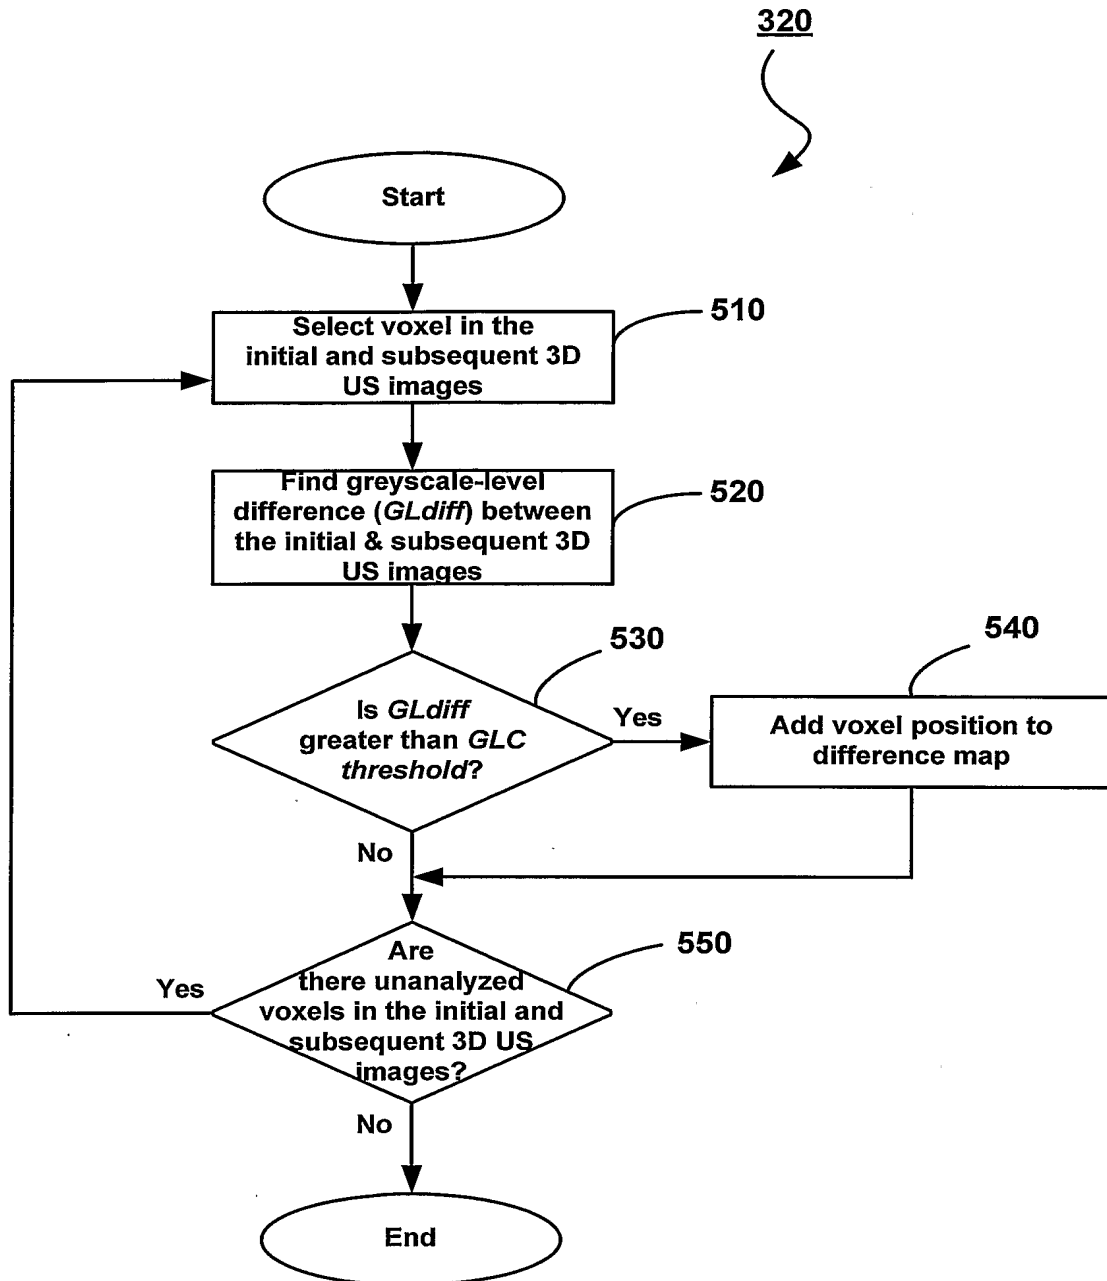 320
Start
Select voxel in the
initial and subsequent 3D
US images
510
Find greyscale-level
difference (GLdiff) between
the initial & subsequent 3D
US images
520
530
Is GLdiff
greater than GLC
threshold?
Yes
540
Add voxel position to
difference map
No
550
Are
there unanalyzed
voxels in the initial and
subsequent 3D US
images?
Yes
No
End